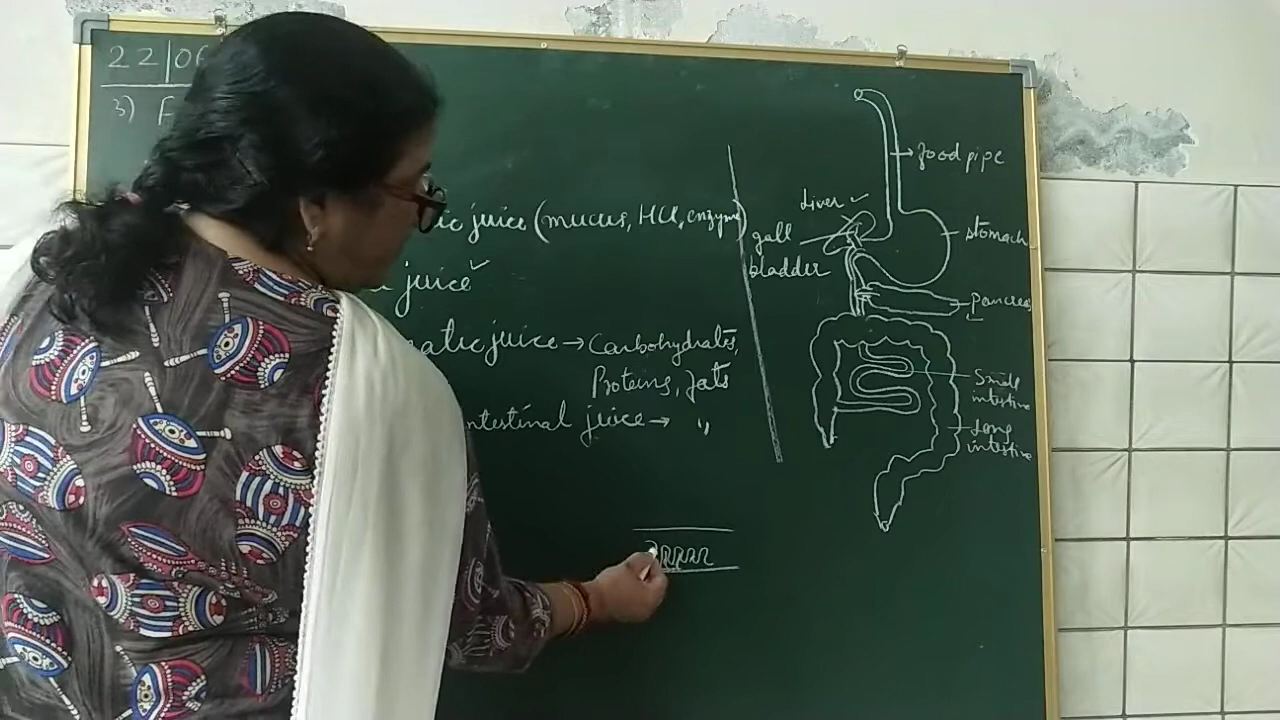 22|06
3) F
ic juice (mucus, HCl, enzyme)
juice ✓
atic juice → Carbohydrates,
Proteins, fats
ntestinal juice → 〃
food pipe
liver ✓
gall
bladder
stomach
Pancreas
Small
intestine
intestine